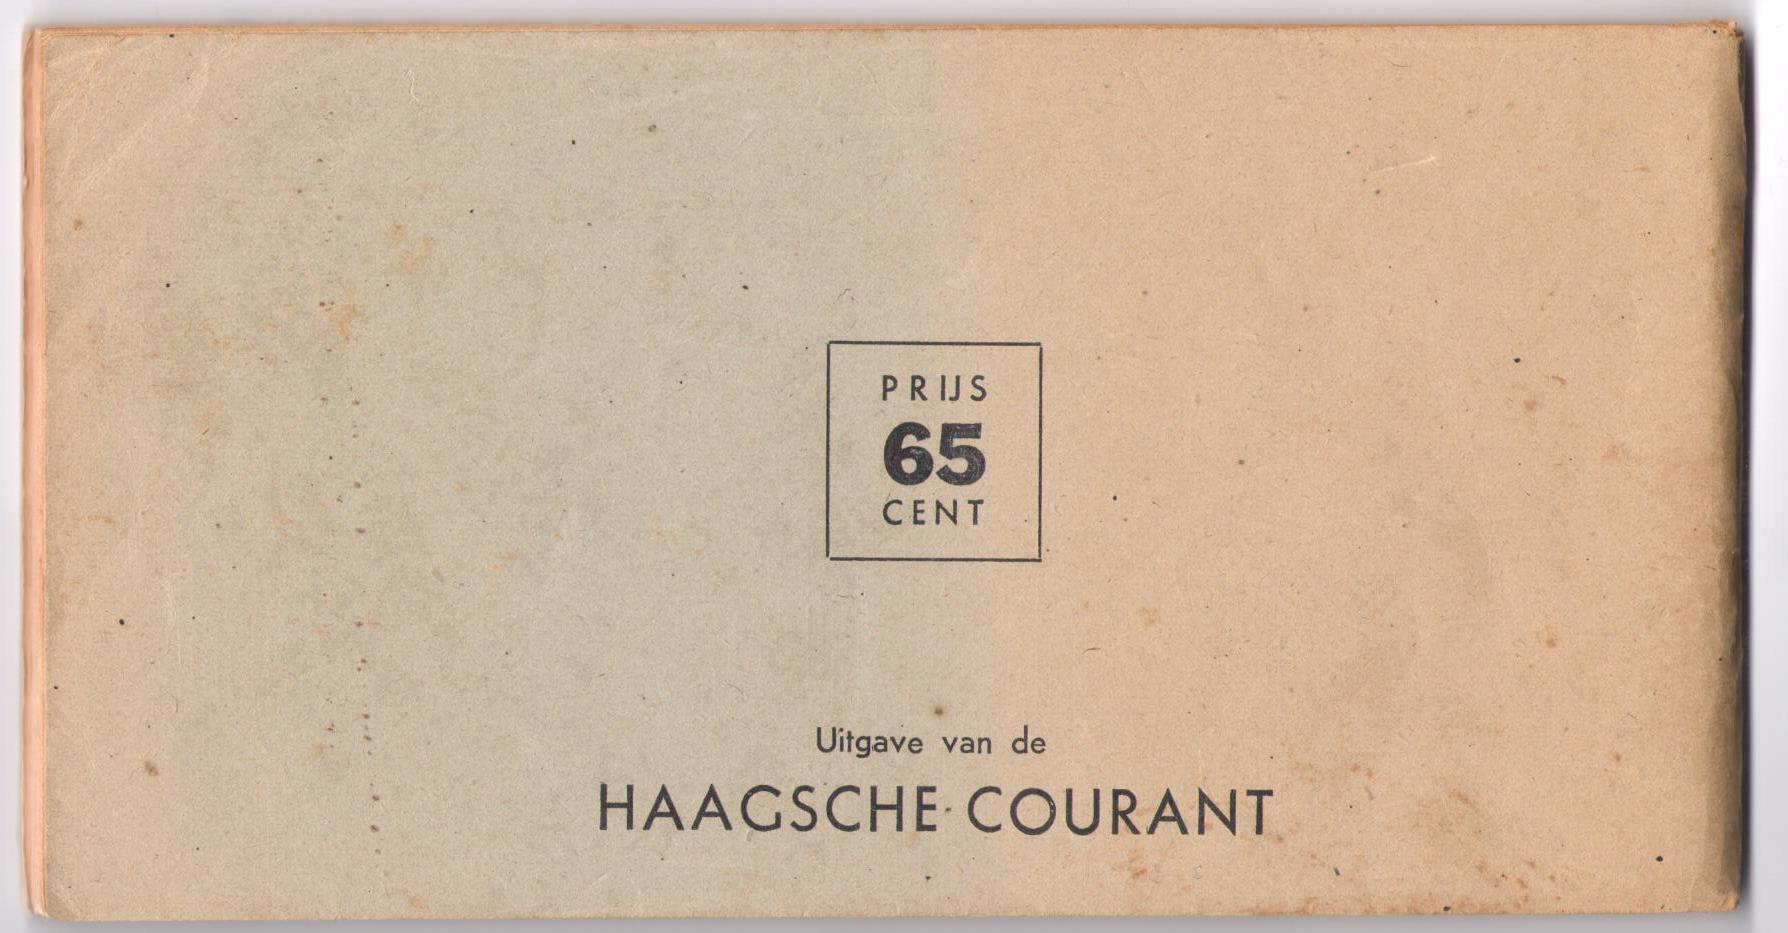 PRIJS
65
CENT
Uitgave van de
HAAGSCHE COURANT